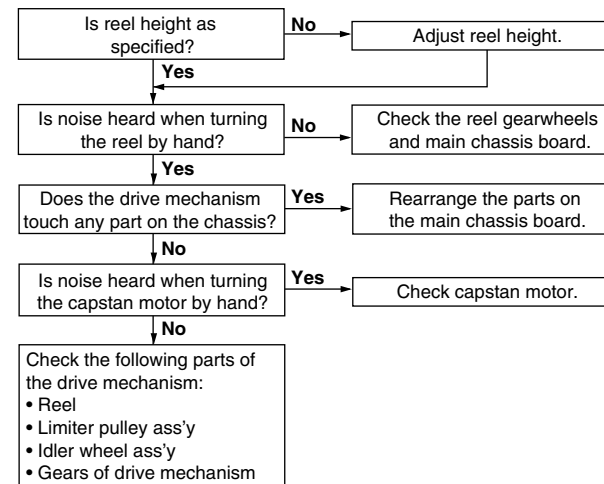 Is reel height as
specified?
No
Adjust reel height.
Yes
Is noise heard when turning
the reel by hand?
No
Check the reel gearwheels
and main chassis board.
Yes
Does the drive mechanism
touch any part on the chassis?
Yes
Rearrange the parts on
the main chassis board.
No
Is noise heard when turning
the capstan motor by hand?
Yes
Check capstan motor.
No
Check the following parts of
the drive mechanism:
• Reel
• Limiter pulley ass'y
• Idler wheel ass'y
• Gears of drive mechanism